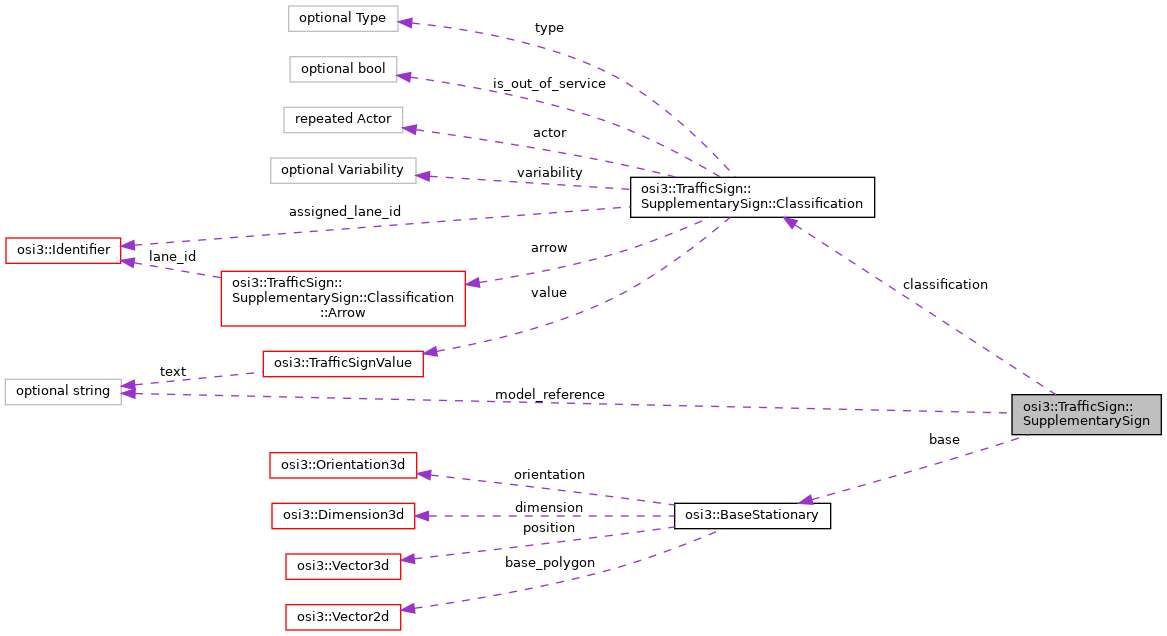 optional Type
type
optional bool
is_out_of_service
repeated Actor
actor
optional Variability
variability
osi3::TrafficSign::
SupplementarySign::Classification
assigned_lane_id
osi3::Identifier
lane_id
arrow
osi3::TrafficSign::
SupplementarySign::Classification
::Arrow
value
classification
osi3::TrafficSignValue
text
optional string
model_reference
osi3::TrafficSign::
SupplementarySign
base
osi3::Orientation3d
orientation
osi3::Dimension3d
dimension
osi3::BaseStationary
position
osi3::Vector3d
base_polygon
osi3::Vector2d